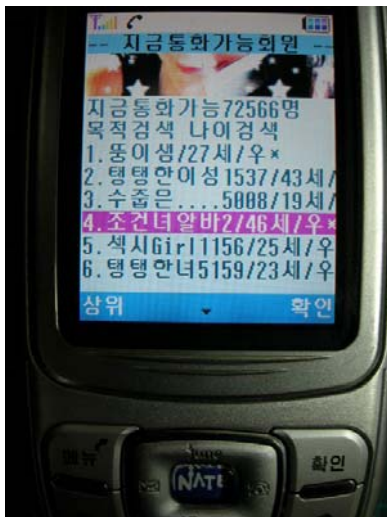 -- 지금통화가능회원 --
지금통화가능72566명
목적검색 나이검색
1.뚱이생/27세/우*
2.탱탱한이성1537/43세/
3.수줍은....5008/19세/
4.조건녀알바2/46세/우*
5.섹시Girl1156/25세/우
6.탱탱한녀5159/23세/우
상위 확인
메뉴 확인
NATE